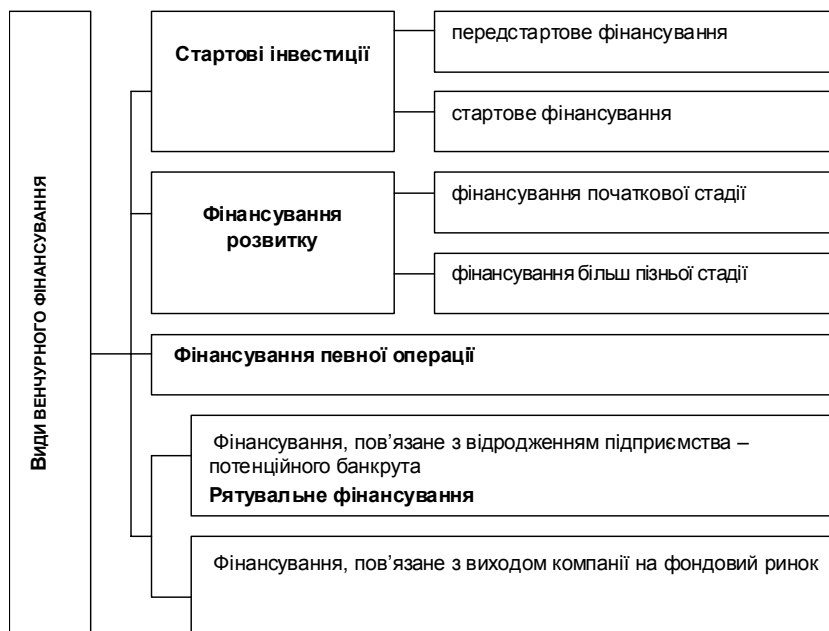 ВИДИ ВЕНЧУРНОГО ФІНАНСУВАННЯ
Стартові інвестиції
передстартове фінансування
стартове фінансування
Фінансування
розвитку
фінансування початкової стадії
фінансування більш пізньої стадії
Фінансування певної операції
Фінансування, пов’язане з відродженням підприємства –
потенційного банкрута
Рятувальне фінансування
Фінансування, пов’язане з виходом компанії на фондовий ринок